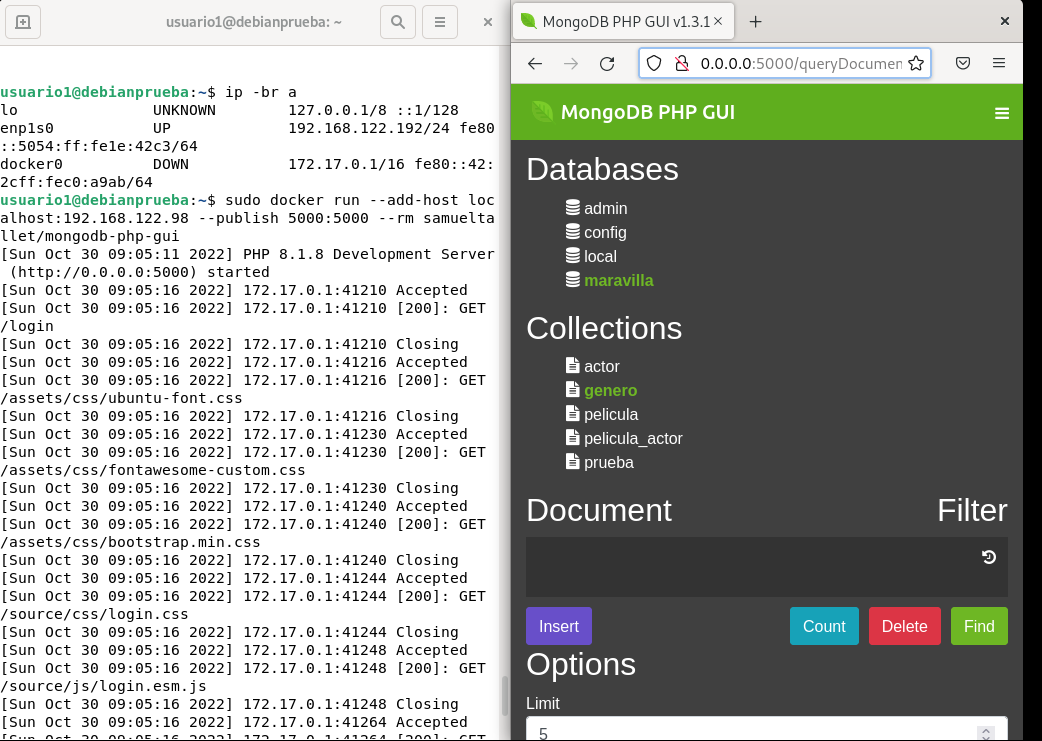 usuario1@debianprueba: ~
usuario1@debianprueba:~$ ip -br a
lo               UNKNOWN        127.0.0.1/8 ::1/128
enp1s0           UP             192.168.122.192/24 fe80
::5054:ff:fe1e:42c3/64
docker0          DOWN           172.17.0.1/16 fe80::42:
2cff:fec0:a9ab/64
usuario1@debianprueba:~$ sudo docker run --add-host loc
alhost:192.168.122.98 --publish 5000:5000 --rm samuelta
llet/mongodb-php-gui
[Sun Oct 30 09:05:11 2022] PHP 8.1.8 Development Server
 (http://0.0.0.0:5000) started
[Sun Oct 30 09:05:16 2022] 172.17.0.1:41210 Accepted
[Sun Oct 30 09:05:16 2022] 172.17.0.1:41210 [200]: GET
/login
[Sun Oct 30 09:05:16 2022] 172.17.0.1:41210 Closing
[Sun Oct 30 09:05:16 2022] 172.17.0.1:41216 Accepted
[Sun Oct 30 09:05:16 2022] 172.17.0.1:41216 [200]: GET
/assets/css/ubuntu-font.css
[Sun Oct 30 09:05:16 2022] 172.17.0.1:41216 Closing
[Sun Oct 30 09:05:16 2022] 172.17.0.1:41230 Accepted
[Sun Oct 30 09:05:16 2022] 172.17.0.1:41230 [200]: GET
/assets/css/fontawesome-custom.css
[Sun Oct 30 09:05:16 2022] 172.17.0.1:41230 Closing
[Sun Oct 30 09:05:16 2022] 172.17.0.1:41240 Accepted
[Sun Oct 30 09:05:16 2022] 172.17.0.1:41240 [200]: GET
/assets/css/bootstrap.min.css
[Sun Oct 30 09:05:16 2022] 172.17.0.1:41240 Closing
[Sun Oct 30 09:05:16 2022] 172.17.0.1:41244 Accepted
[Sun Oct 30 09:05:16 2022] 172.17.0.1:41244 [200]: GET
/source/css/login.css
[Sun Oct 30 09:05:16 2022] 172.17.0.1:41244 Closing
[Sun Oct 30 09:05:16 2022] 172.17.0.1:41248 Accepted
[Sun Oct 30 09:05:16 2022] 172.17.0.1:41248 [200]: GET
/source/js/login.esm.js
[Sun Oct 30 09:05:16 2022] 172.17.0.1:41248 Closing
[Sun Oct 30 09:05:16 2022] 172.17.0.1:41264 Accepted
[Sun Oct 30 09:05:16 2022] 172.17.0.1:41264 [200]: GET
MongoDB PHP GUI v1.3.1
0.0.0.0:5000/queryDocumen
MongoDB PHP GUI
Databases
admin
config
local
maravilla
Collections
actor
genero
pelicula
pelicula_actor
prueba
Document Filter
Insert Count Delete Find
Options
Limit
5